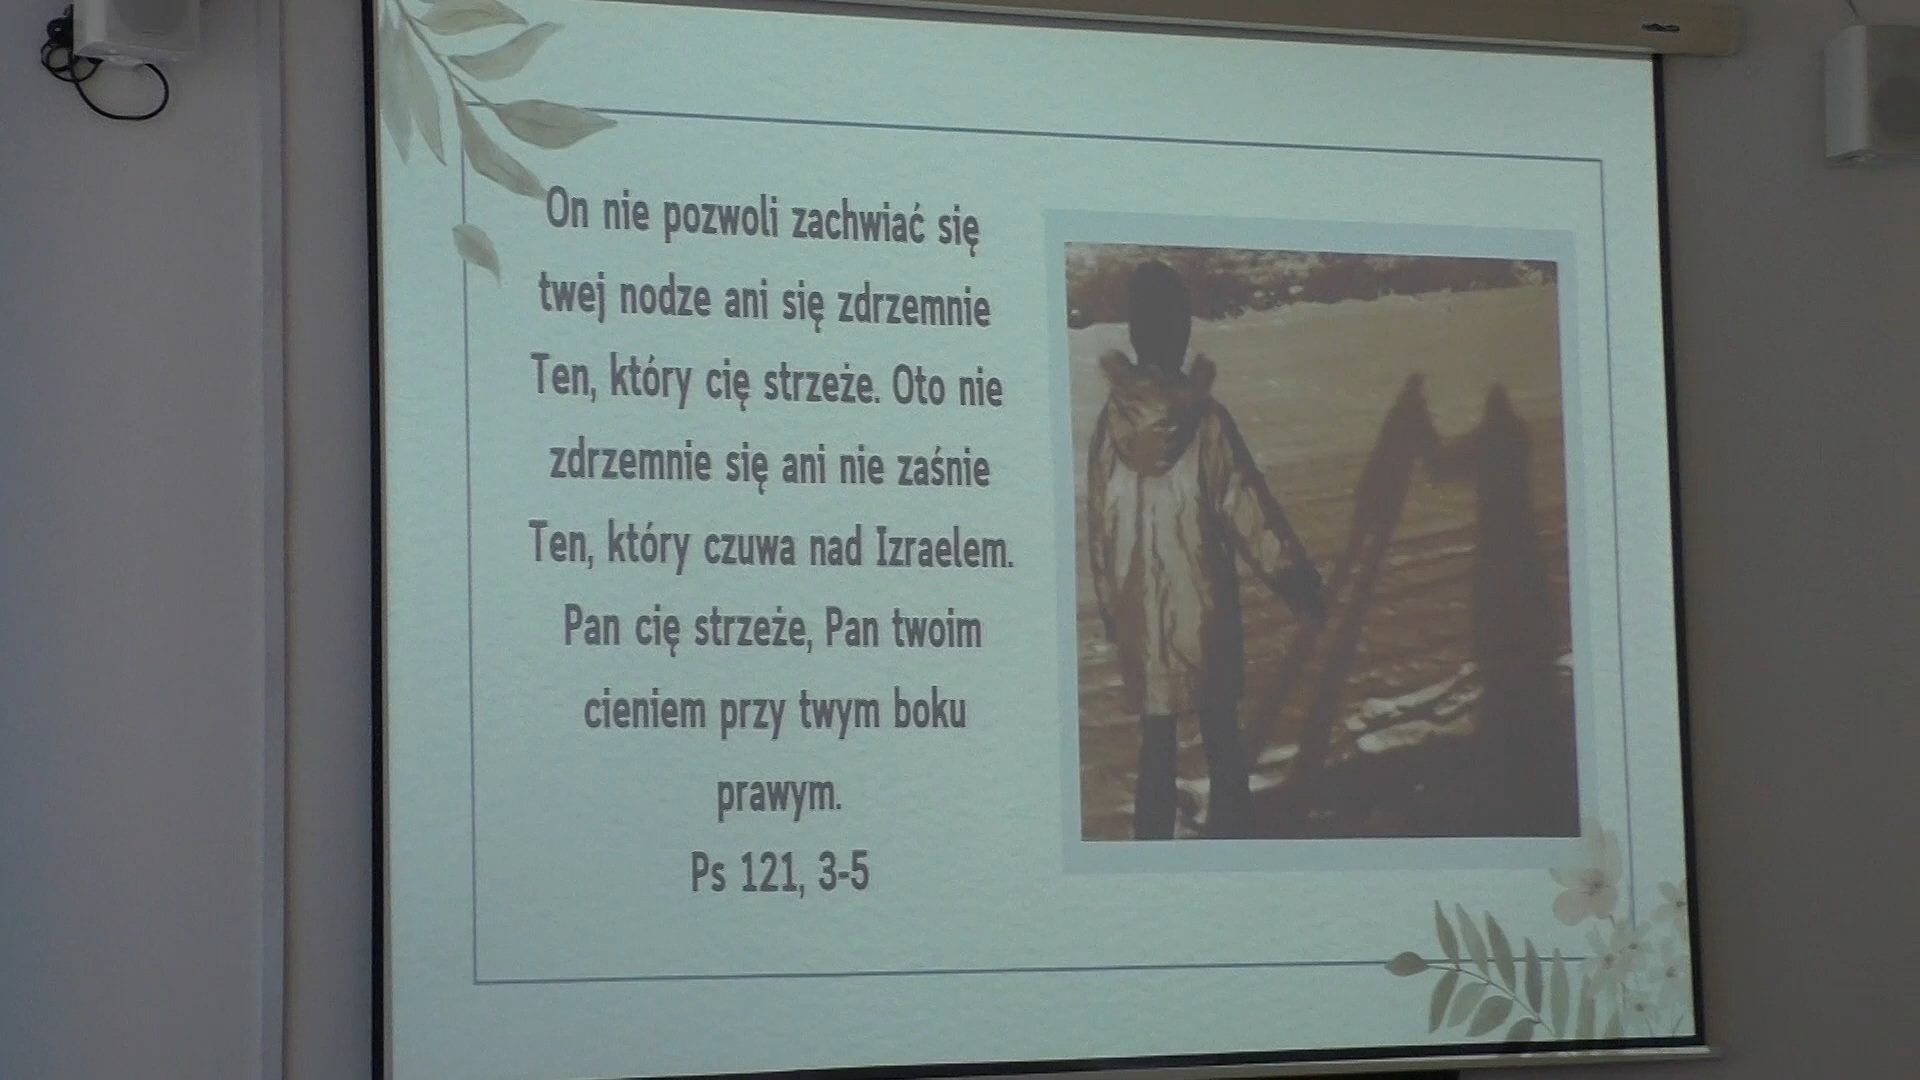 On nie pozwoli zachwiać się
twej nodze ani się zdrzemnie
Ten, który cię strzeże. Oto nie
zdrzemnie się ani nie zaśnie
Ten, który czuwa nad Izraelem.
Pan cię strzeże, Pan twoim
cieniem przy twym boku
prawym.
Ps 121, 3-5